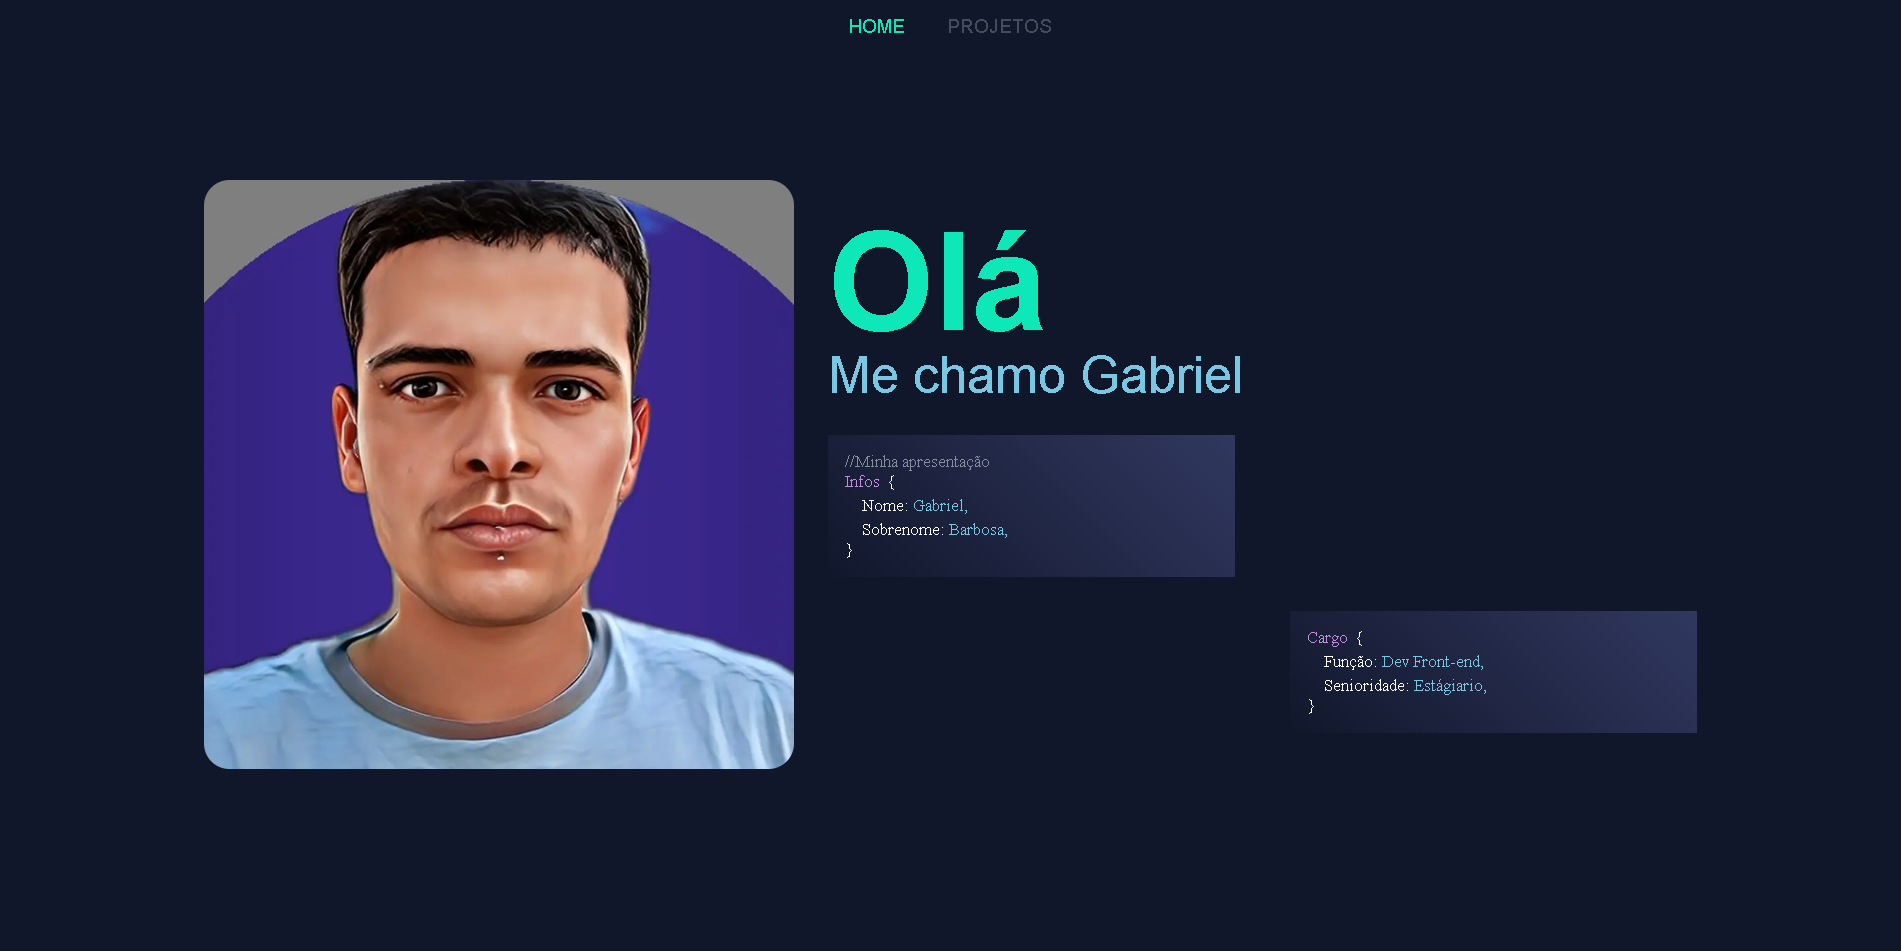 HOME PROJETOS
Olá
Me chamo Gabriel
//Minha apresentação
Infos {
Nome: Gabriel,
Sobrenome: Barbosa,
}
Cargo {
Função: Dev Front-end,
Senioridade: Estágiario,
}